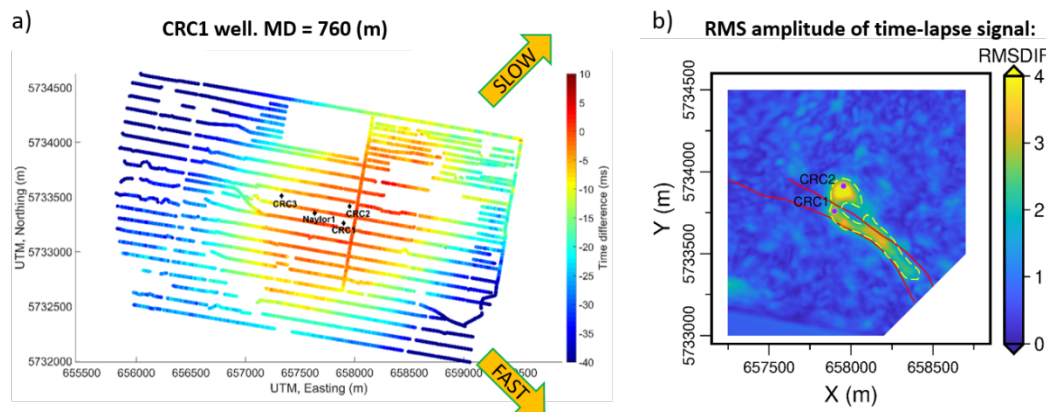 a)
CRC1 well. MD = 760 (m)
SLOW
FAST
5734500
5734000
5733500
5733000
5732500
5732000
UTM, Northing (m)
655500 656000 656500 657000 657500 658000 658500 659000 659500
UTM, Easting (m)
CRC3
Naylor1
CRC2
CRC1
10
5
0
-5
-10
-15
-20
-25
-30
-35
-40
Time difference (ms)
b)
RMS amplitude of time-lapse signal:
RMSDIF
4
3
2
1
0
5734500
5734000
5733500
5733000
Y (m)
CRC2
CRC1
657500 658000 658500
X (m)